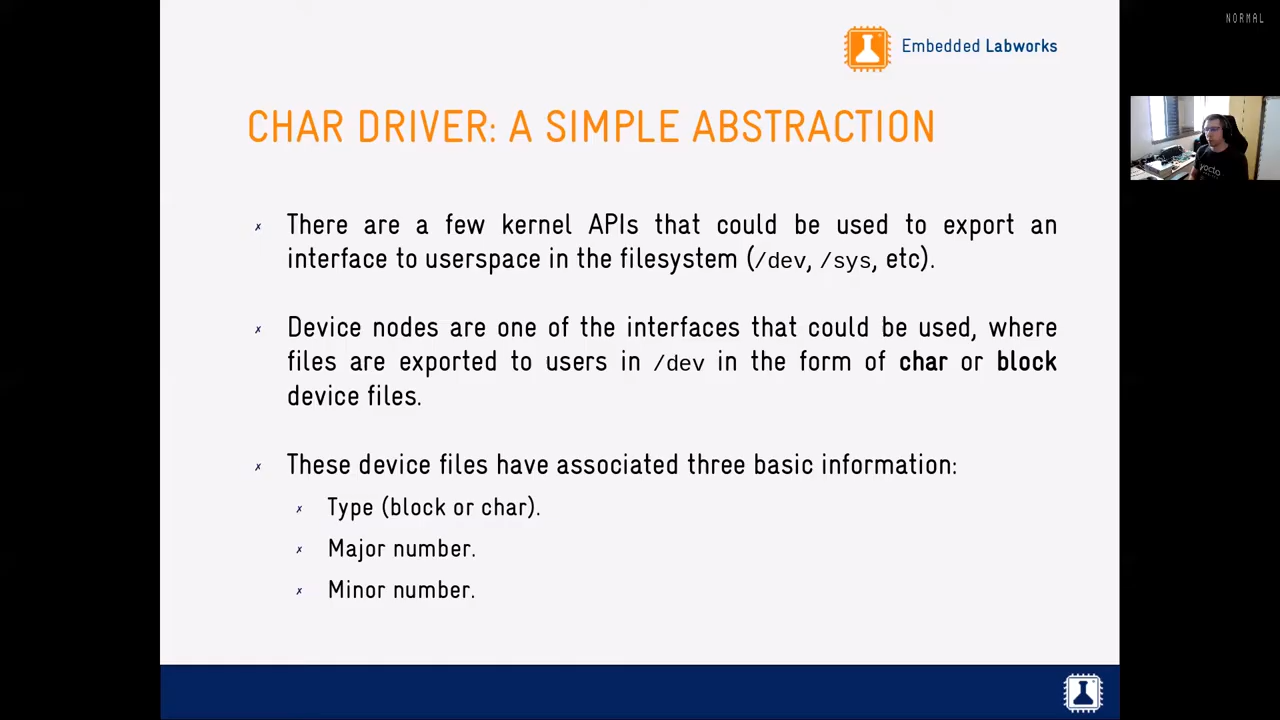 NORMAL
Embedded Labworks
CHAR DRIVER: A SIMPLE ABSTRACTION
✗ There are a few kernel APIs that could be used to export an
interface to userspace in the filesystem (/dev, /sys, etc).
✗ Device nodes are one of the interfaces that could be used, where
files are exported to users in /dev in the form of char or block
device files.
✗ These device files have associated three basic information:
✗ Type (block or char).
✗ Major number.
✗ Minor number.
yocto